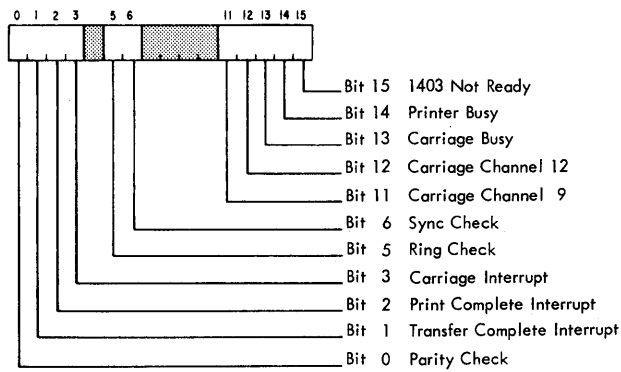 0 1 2 3 5 6 11 12 13 14 15
Bit 15 1403 Not Ready
Bit 14 Printer Busy
Bit 13 Carriage Busy
Bit 12 Carriage Channel 12
Bit 11 Carriage Channel 9
Bit 6 Sync Check
Bit 5 Ring Check
Bit 3 Carriage Interrupt
Bit 2 Print Complete Interrupt
Bit 1 Transfer Complete Interrupt
Bit 0 Parity Check